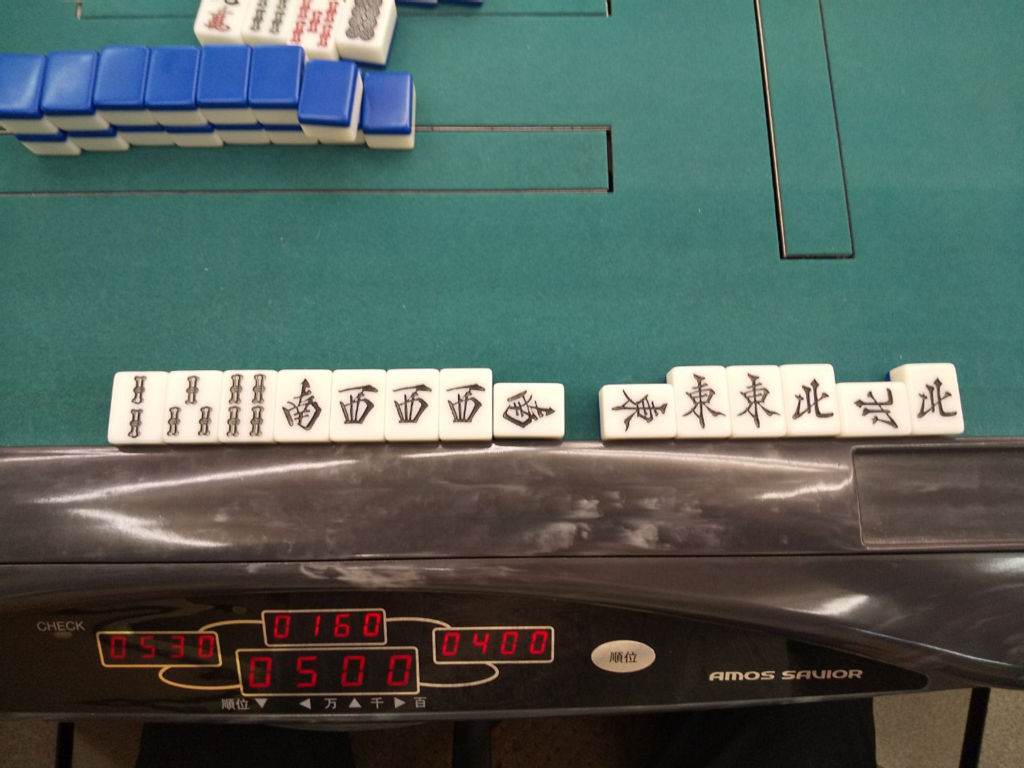 南 西 西 西 南 東 東 東 北 北 北
CHECK
0160
0530 0400
0500
順位
AMOS SAVIOR
順位▼ ◀ 万 ▲ 千 ▶ 百